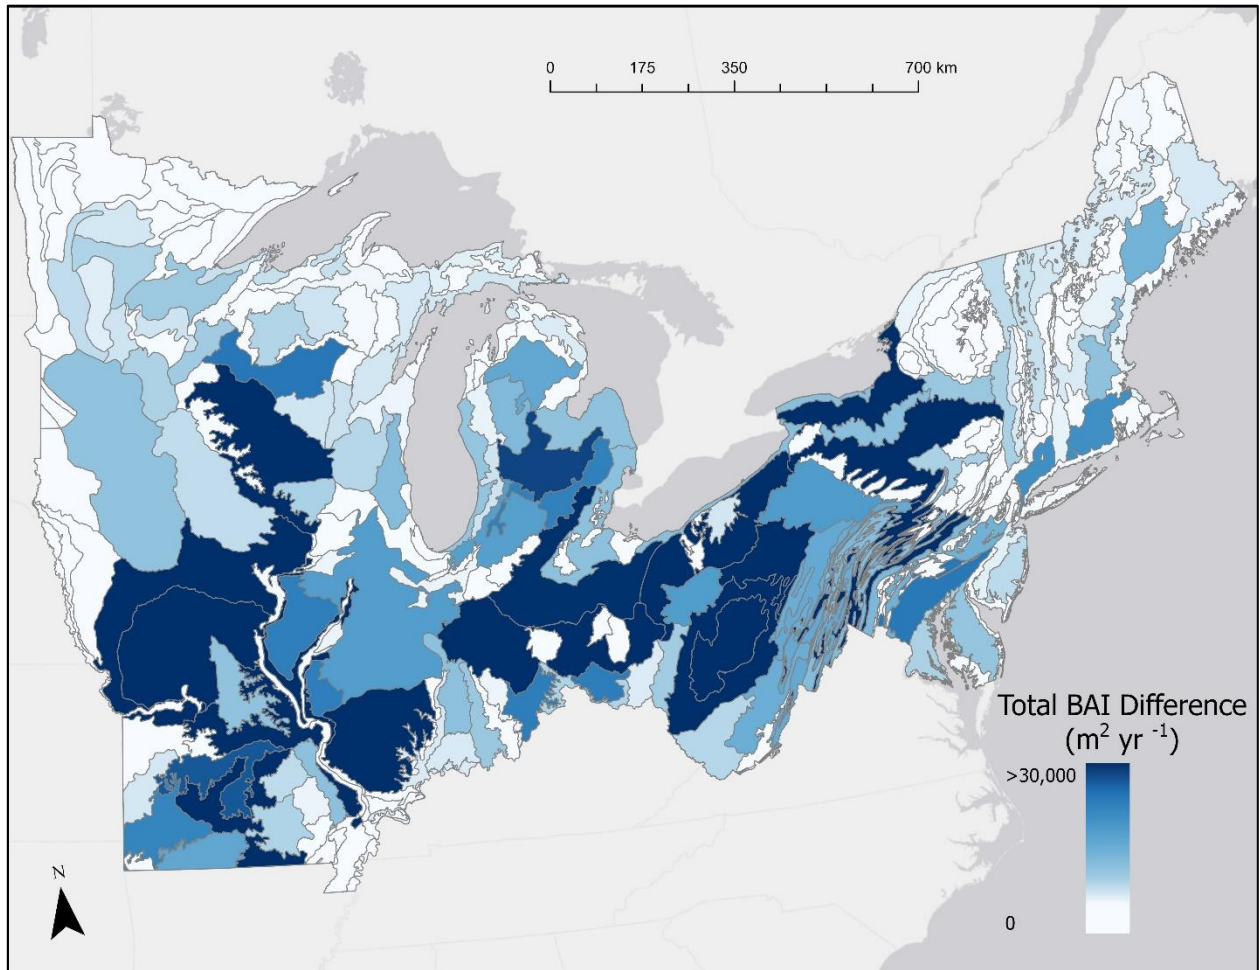 0 175 350 700 km
Total BAI Difference
(m² yr ⁻¹)
>30,000
0
N